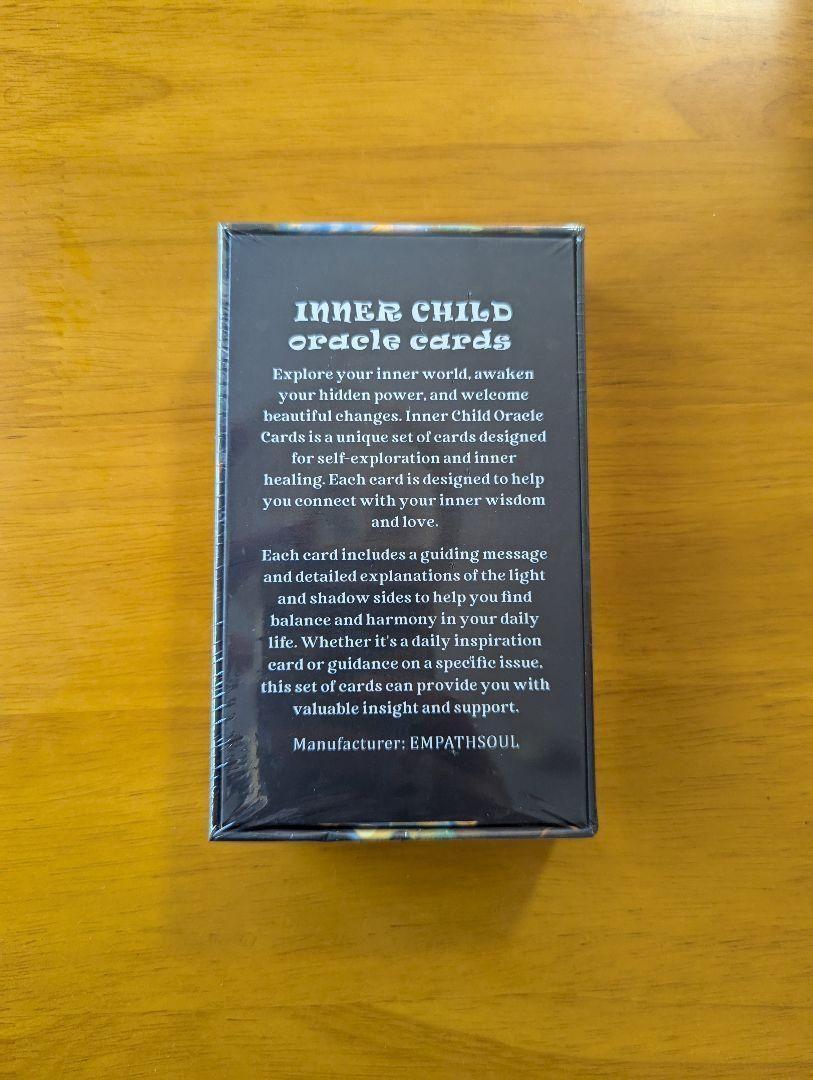 INNER CHILD
oracle cards
Explore your inner world, awaken
your hidden power, and welcome
beautiful changes. Inner Child Oracle
Cards is a unique set of cards designed
for self-exploration and inner
healing. Each card is designed to help
you connect with your inner wisdom
and love.
Each card includes a guiding message
and detailed explanations of the light
and shadow sides to help you find
balance and harmony in your daily
life. Whether it's a daily inspiration
card or guidance on a specific issue,
this set of cards can provide you with
valuable insight and support.
Manufacturer: EMPATHSOUL